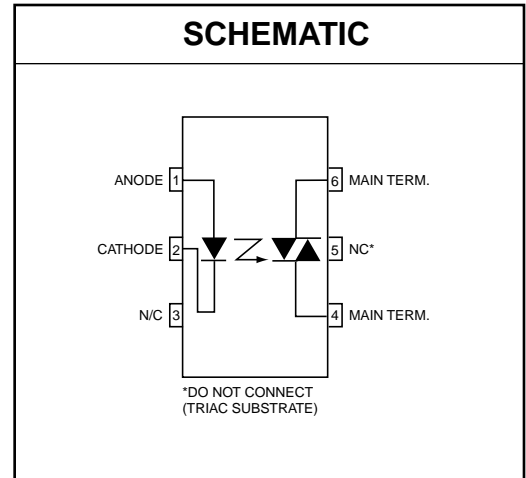 SCHEMATIC
ANODE 1
6 MAIN TERM.
CATHODE 2
5 NC*
N/C 3
4 MAIN TERM.
*DO NOT CONNECT
(TRIAC SUBSTRATE)